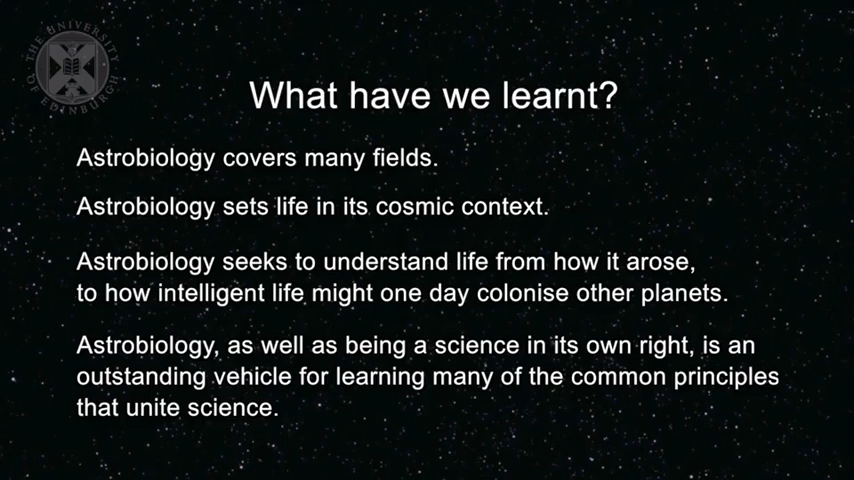 THE UNIVERSITY
OF EDINBURGH
What have we learnt?
Astrobiology covers many fields.
Astrobiology sets life in its cosmic context.
Astrobiology seeks to understand life from how it arose,
to how intelligent life might one day colonise other planets.
Astrobiology, as well as being a science in its own right, is an
outstanding vehicle for learning many of the common principles
that unite science.